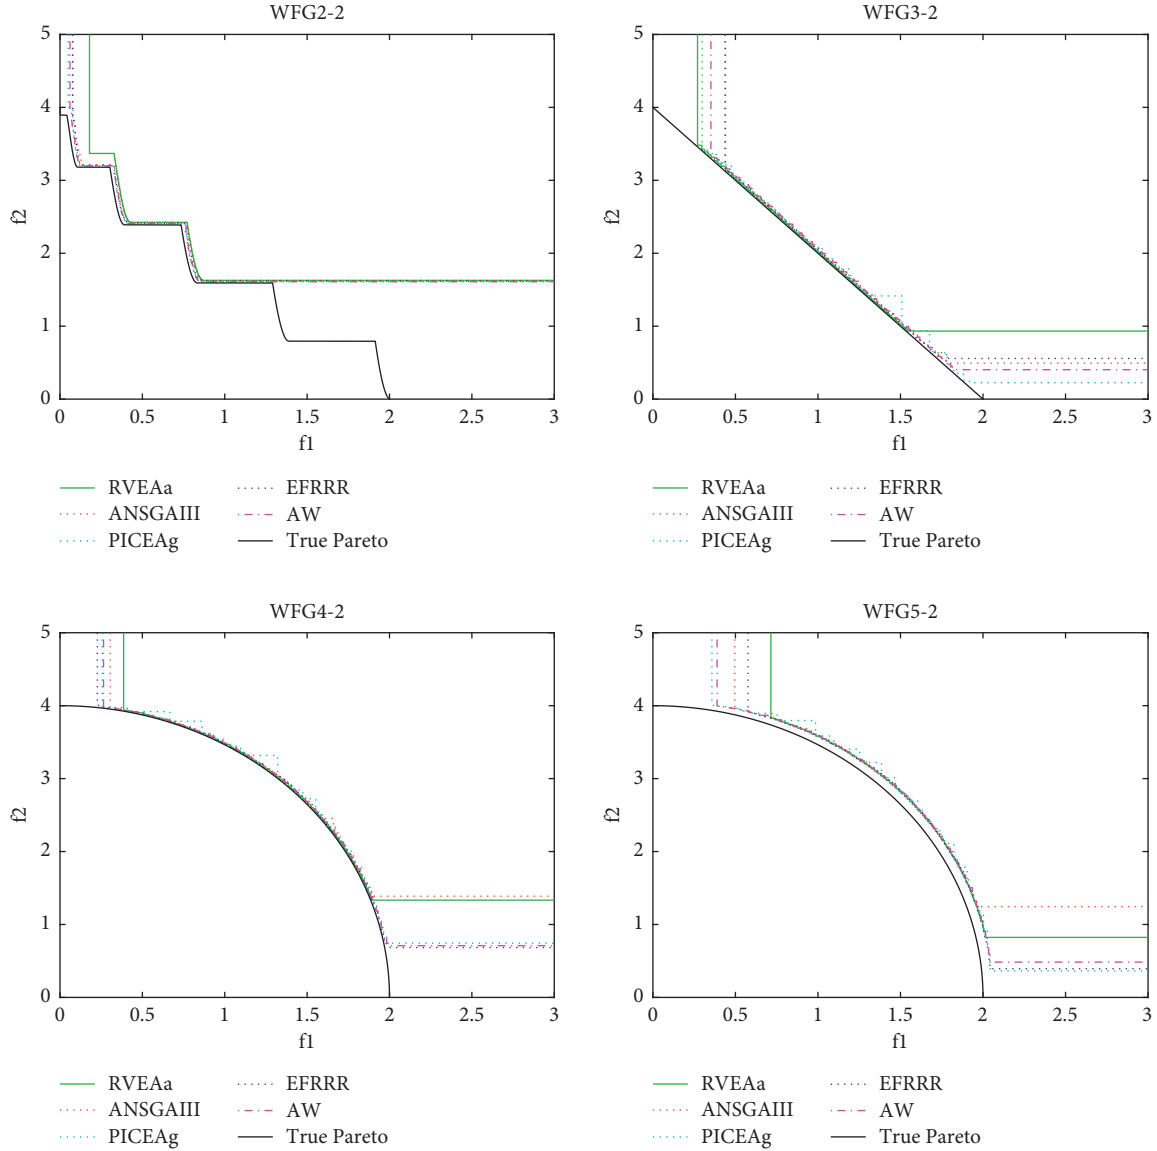 WFG2-2
5
4
3
2
1
0
f2
0 0.5 1 1.5 2 2.5 3
f1
RVEAa EFRRR
ANSGAIII AW
PICEAg True Pareto
WFG3-2
5
4
3
2
1
0
f2
0 0.5 1 1.5 2 2.5 3
f1
RVEAa EFRRR
ANSGAIII AW
PICEAg True Pareto
WFG4-2
5
4
3
2
1
0
f2
0 0.5 1 1.5 2 2.5 3
f1
RVEAa EFRRR
ANSGAIII AW
PICEAg True Pareto
WFG5-2
5
4
3
2
1
0
f2
0 0.5 1 1.5 2 2.5 3
f1
RVEAa EFRRR
ANSGAIII AW
PICEAg True Pareto